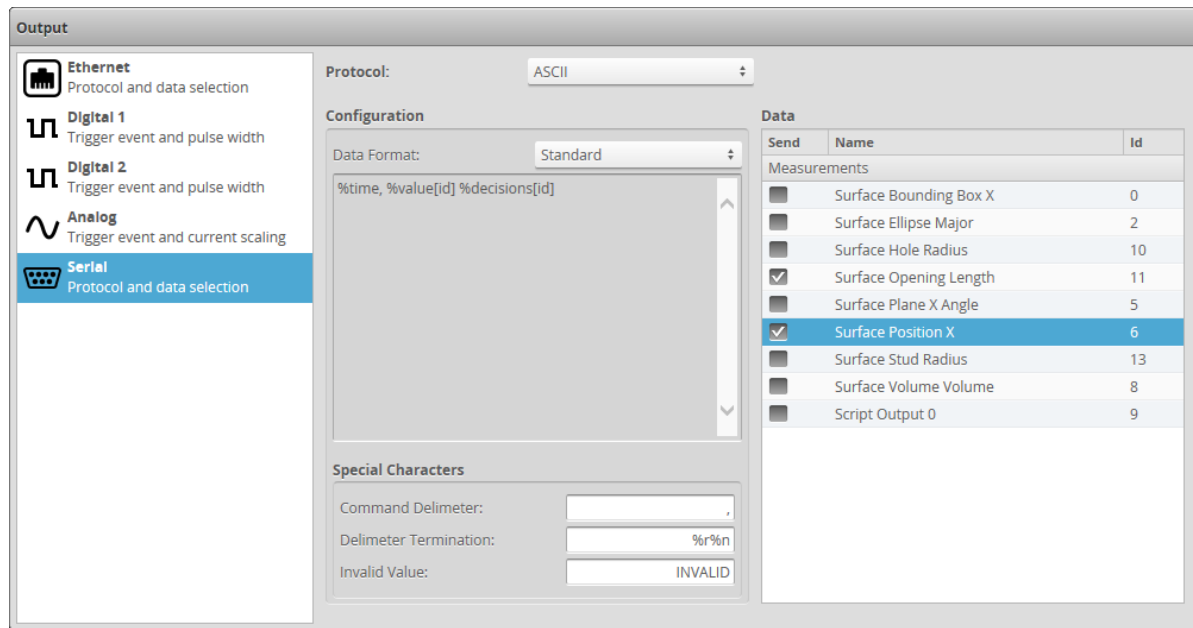 Output
Ethernet
Protocol and data selection
Digital 1
Trigger event and pulse width
Digital 2
Trigger event and pulse width
Analog
Trigger event and current scaling
Serial
Protocol and data selection
Protocol: ASCII
Configuration
Data Format: Standard
%time, %value[id] %decisions[id]
Special Characters
Command Delimeter: ,
Delimeter Termination: %r%n
Invalid Value: INVALID
Data
Send Name Id
Measurements
Surface Bounding Box X 0
Surface Ellipse Major 2
Surface Hole Radius 10
Surface Opening Length 11
Surface Plane X Angle 5
Surface Position X 6
Surface Stud Radius 13
Surface Volume Volume 8
Script Output 0 9